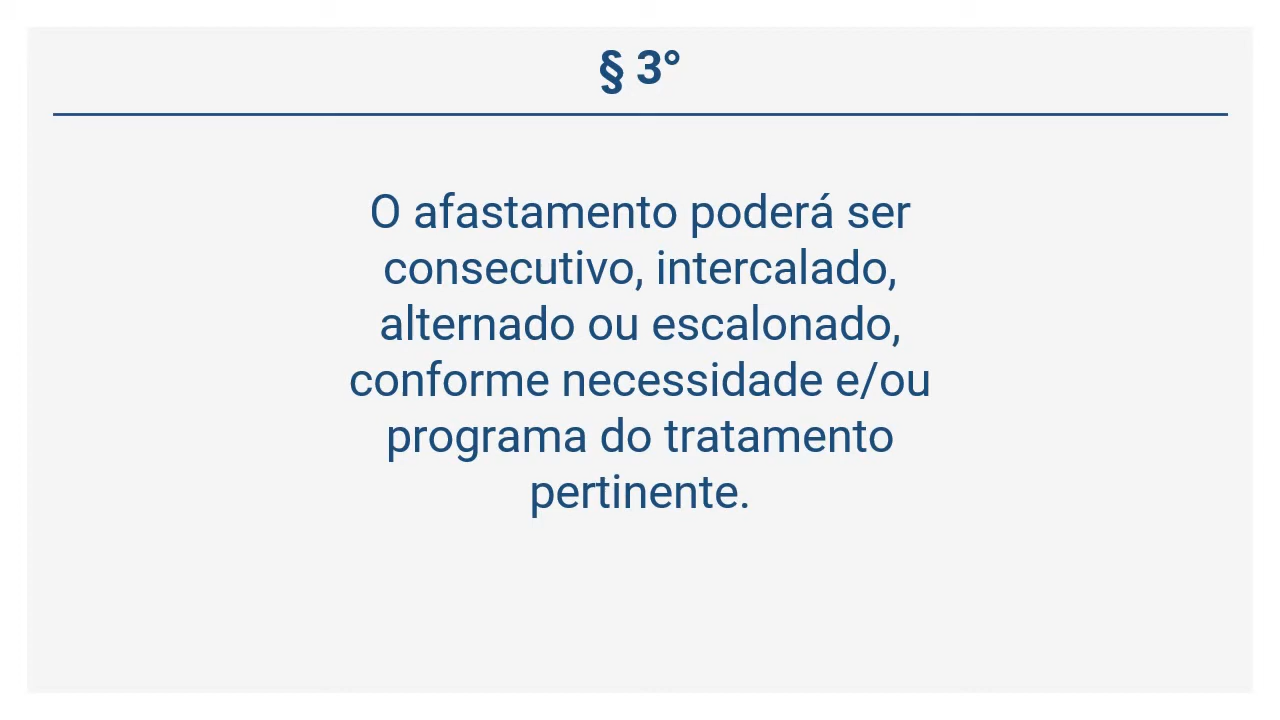 § 3°
O afastamento poderá ser
consecutivo, intercalado,
alternado ou escalonado,
conforme necessidade e/ou
programa do tratamento
pertinente.